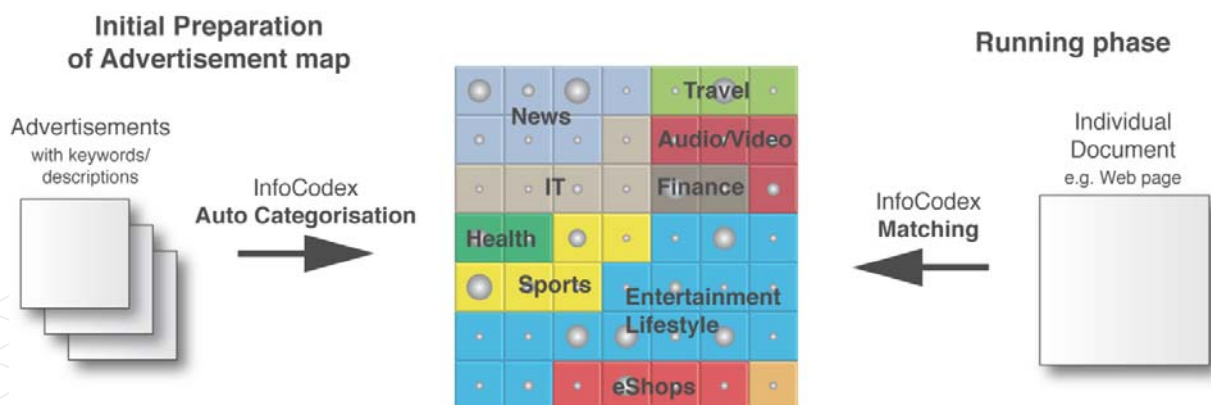 Initial Preparation
of Advertisement map
Advertisements
with keywords/
descriptions
InfoCodex
Auto Categorisation
News
Travel
Audio/Video
IT
Finance
Health
Sports
Entertainment
Lifestyle
eShops
Running phase
Individual
Document
e.g. Web page
InfoCodex
Matching